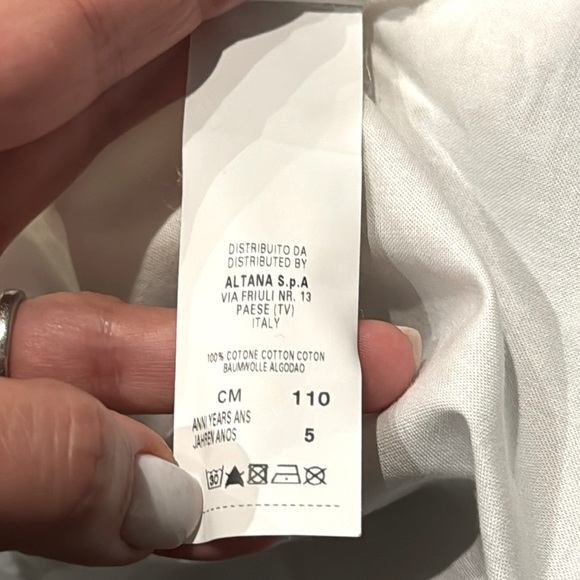 DISTRIBUITO DA
DISTRIBUTED BY
ALTANA S.p.A
VIA FRIULI NR. 13
PAESE (TV)
ITALY
100% COTONE COTTON COTON
BAUMWOLLE ALGODAO
CM 110
ANNI YEARS ANS
JAHREN ANOS 5
30